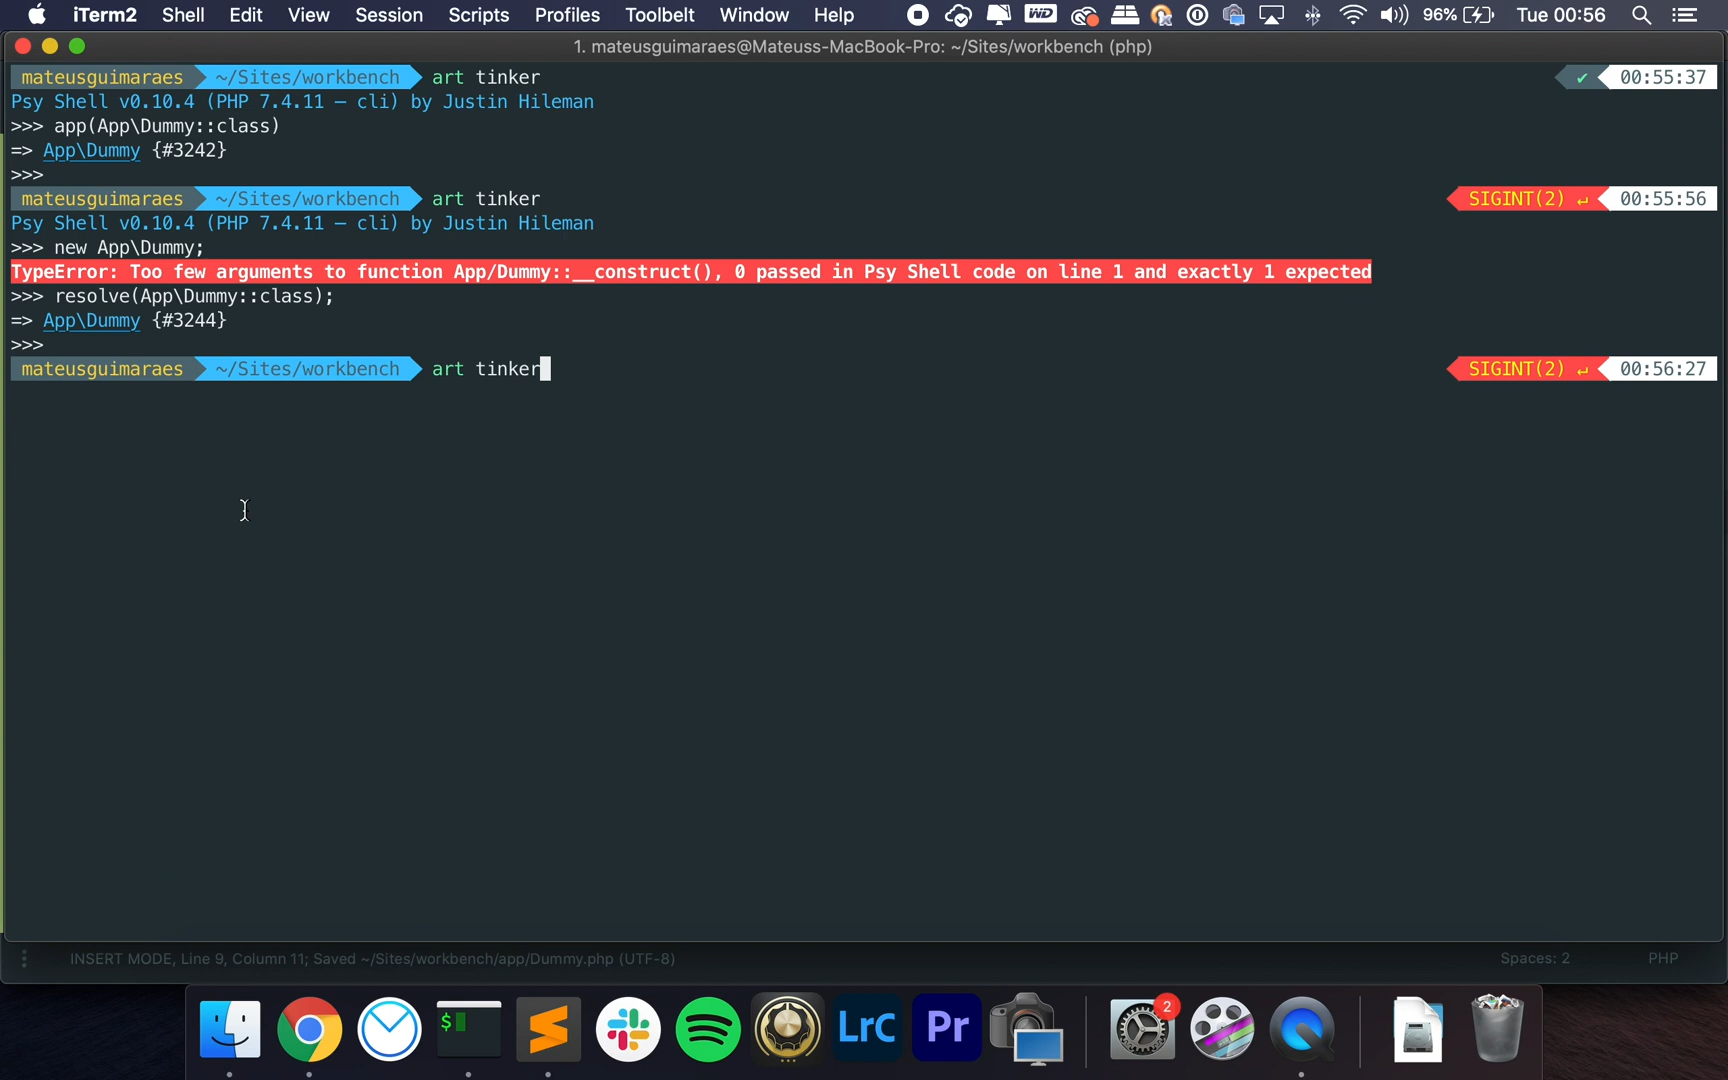 iTerm2 Shell Edit View Session Scripts Profiles Toolbelt Window Help WD 96% Tue 00:56
1. mateusguimaraes@Mateuss-MacBook-Pro: ~/Sites/workbench (php)
mateusguimaraes ~/Sites/workbench art tinker ✔ 00:55:37
Psy Shell v0.10.4 (PHP 7.4.11 — cli) by Justin Hileman
>>> app(App\Dummy::class)
=> App\Dummy {#3242}
>>>
mateusguimaraes ~/Sites/workbench art tinker SIGINT(2) ↵ 00:55:56
Psy Shell v0.10.4 (PHP 7.4.11 — cli) by Justin Hileman
>>> new App\Dummy;
TypeError: Too few arguments to function App/Dummy::__construct(), 0 passed in Psy Shell code on line 1 and exactly 1 expected
>>> resolve(App\Dummy::class);
=> App\Dummy {#3244}
>>>
mateusguimaraes ~/Sites/workbench art tinker SIGINT(2) ↵ 00:56:27
INSERT MODE, Line 9, Column 11; Saved ~/Sites/workbench/app/Dummy.php (UTF-8) Spaces: 2 PHP
$ LrC Pr 2